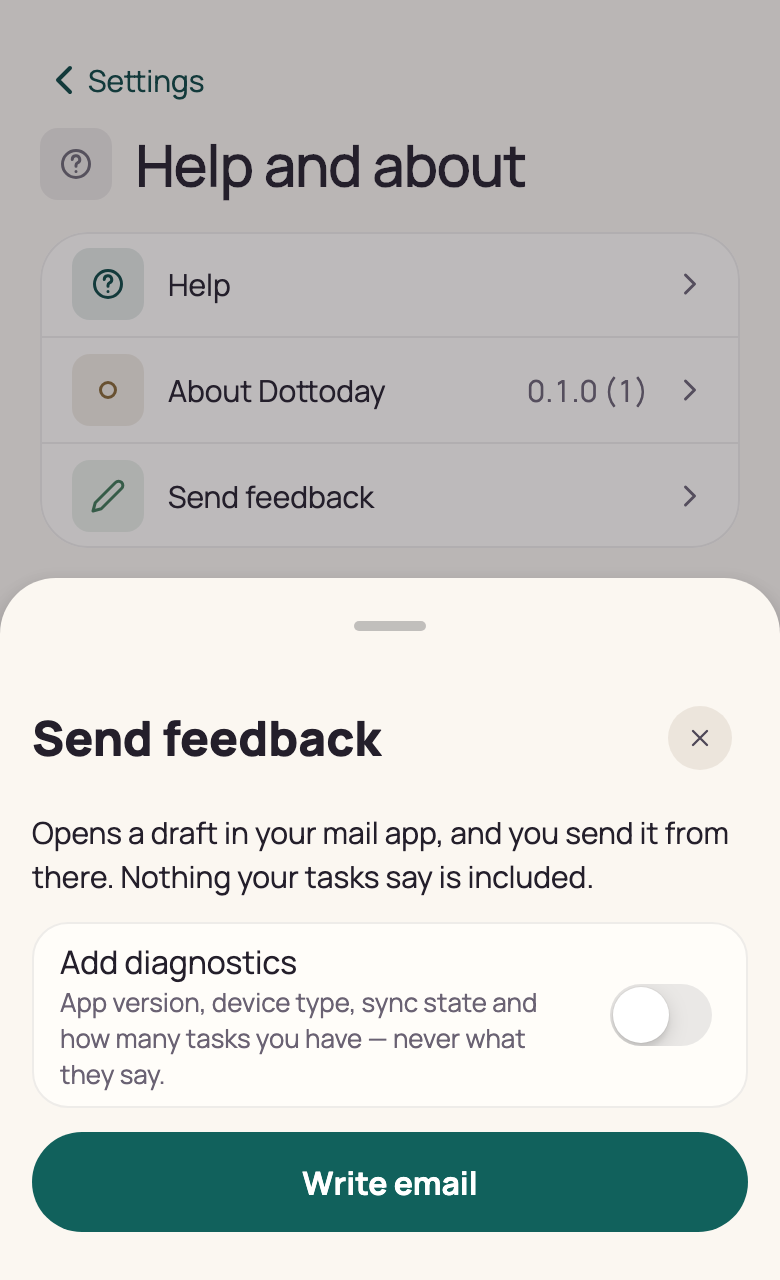 Settings
Help and about
Help
About Dottoday 0.1.0 (1)
Send feedback
Send feedback
Opens a draft in your mail app, and you send it from
there. Nothing your tasks say is included.
Add diagnostics
App version, device type, sync state and
how many tasks you have — never what
they say.
Write email